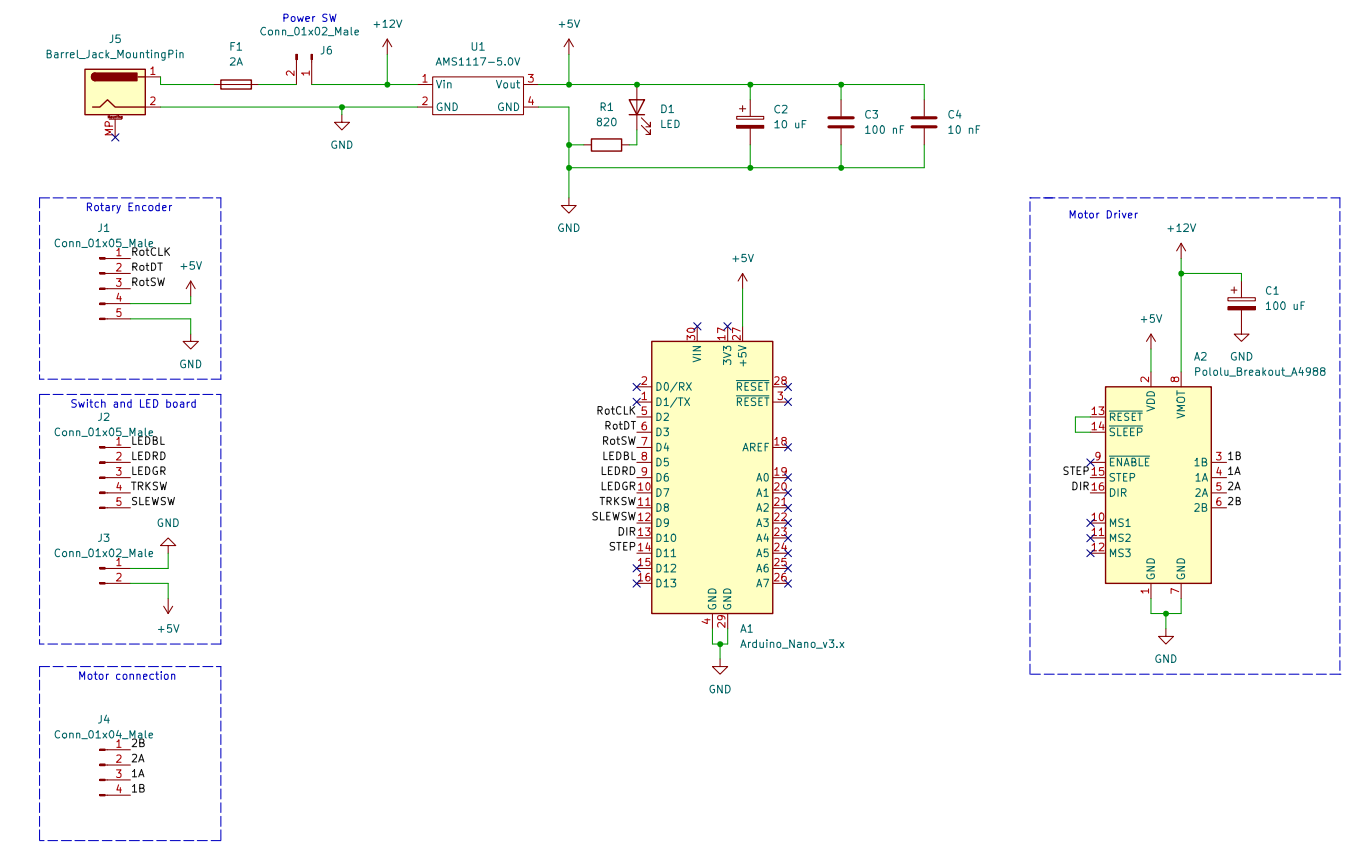 Power SW
Conn_01x02_Male
J6
2
1
J5
Barrel_Jack_MountingPin
1
2
MP
F1
2A
+12V
U1
AMS1117-5.0V
1 Vin Vout 3
2 GND GND 4
GND
+5V
R1
820
D1
LED
C2
10 uF
C3
100 nF
C4
10 nF
GND
Rotary Encoder
J1
Conn_01x05_Male
1 RotCLK
2 RotDT
3 RotSW
4
5
+5V
GND
Switch and LED board
J2
Conn_01x05_Male
1 LEDBL
2 LEDRD
3 LEDGR
4 TRKSW
5 SLEWSW
GND
J3
Conn_01x02_Male
1
2
+5V
Motor connection
J4
Conn_01x04_Male
1 2B
2 2A
3 1A
4 1B
+5V
30 17 27
VIN 3V3 +5V
2 D0/RX RESET 28
1 D1/TX RESET 3
RotCLK 5 D2
RotDT 6 D3
RotSW 7 D4 AREF 18
LEDBL 8 D5
LEDRD 9 D6 A0 19
LEDGR 10 D7 A1 20
TRKSW 11 D8 A2 21
SLEWSW 12 D9 A3 22
DIR 13 D10 A4 23
STEP 14 D11 A5 24
15 D12 A6 25
16 D13 A7 26
GND GND
4 29
A1
Arduino_Nano_v3.x
GND
Motor Driver
+12V
+
C1
100 uF
GND
+5V
A2
Pololu_Breakout_A4988
2 8
VDD VMOT
13 RESET
14 SLEEP
9 ENABLE 1B 3 1B
STEP 15 STEP 1A 4 1A
DIR 16 DIR 2A 5 2A
2B 6 2B
10 MS1
11 MS2
12 MS3
GND GND
1 7
GND